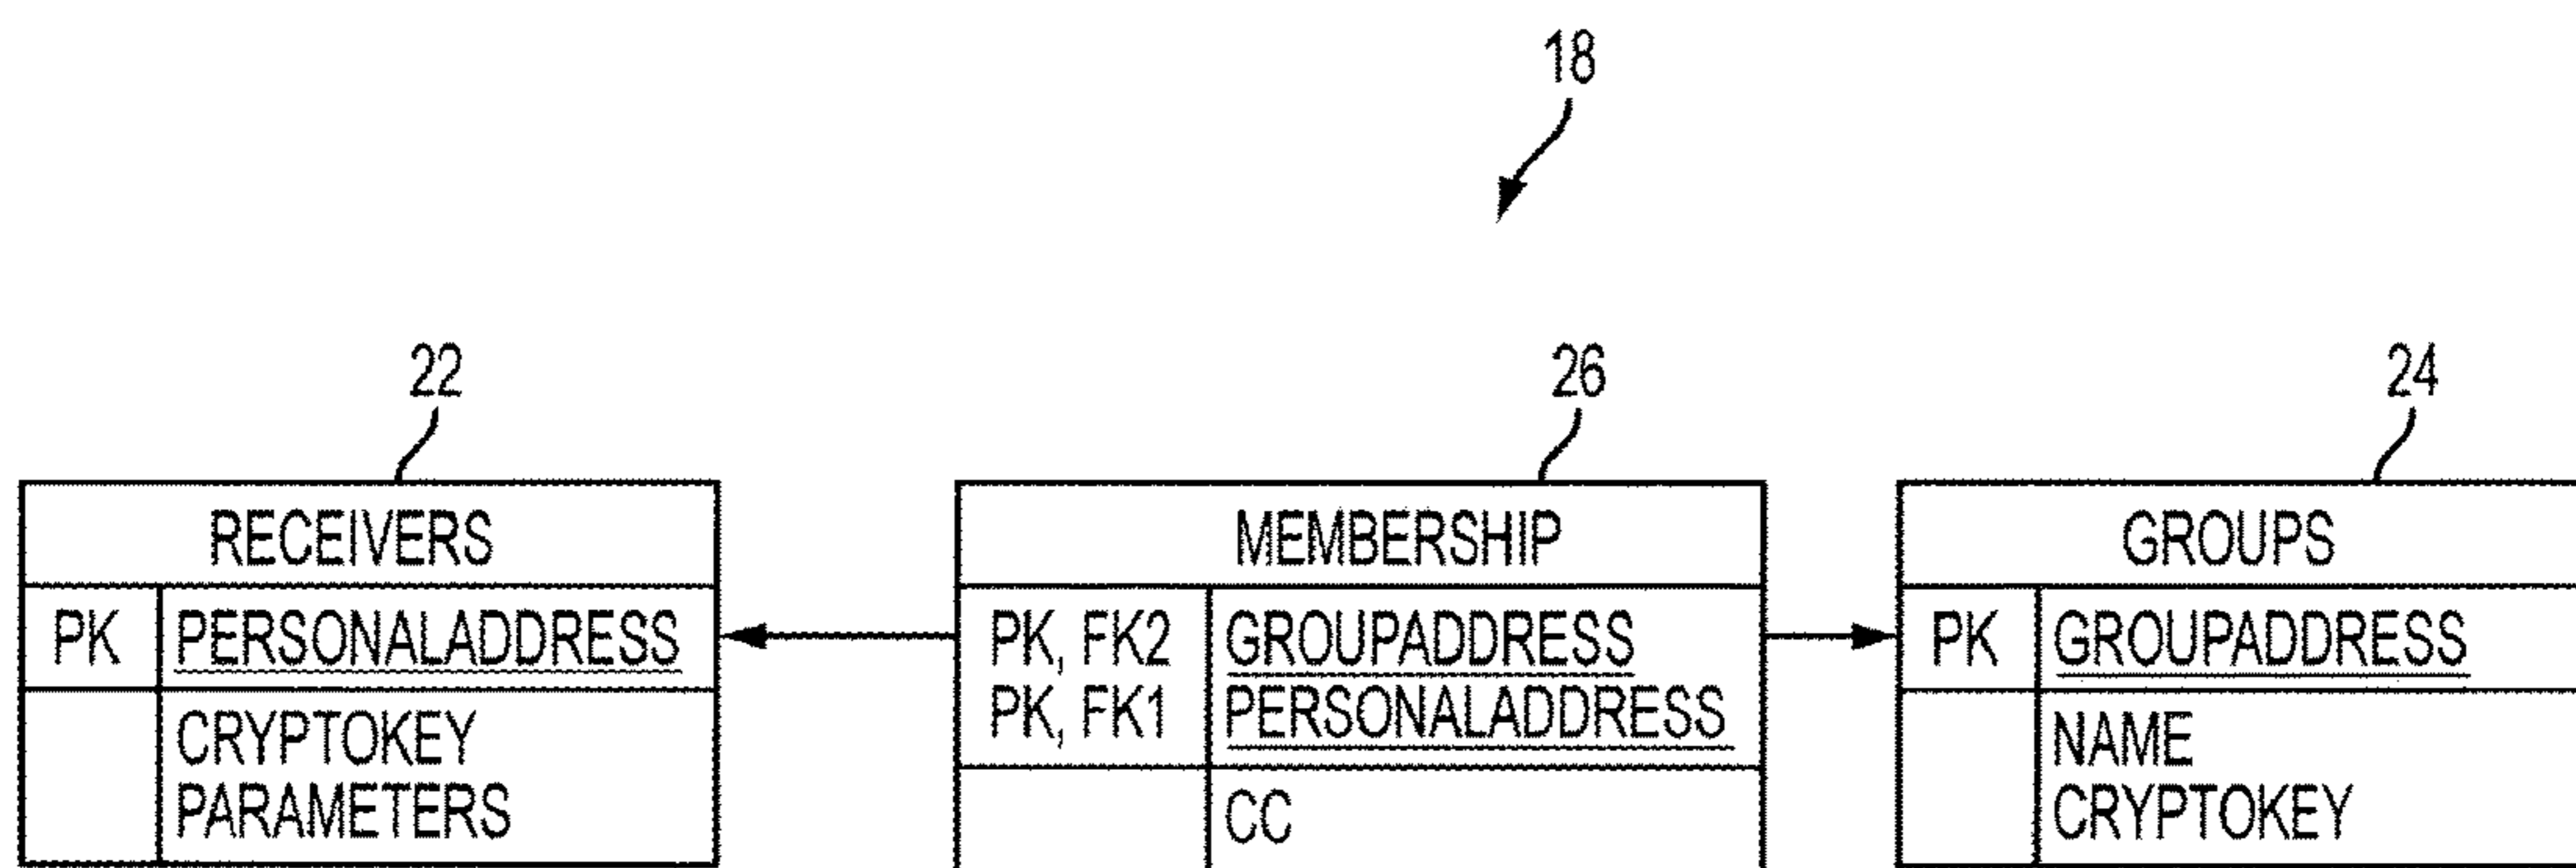 18
22
26
24
RECEIVERS
PK PERSONALADDRESS
CRYPTOKEY
PARAMETERS
MEMBERSHIP
PK, FK2 GROUPADDRESS
PK, FK1 PERSONALADDRESS
CC
GROUPS
PK GROUPADDRESS
NAME
CRYPTOKEY